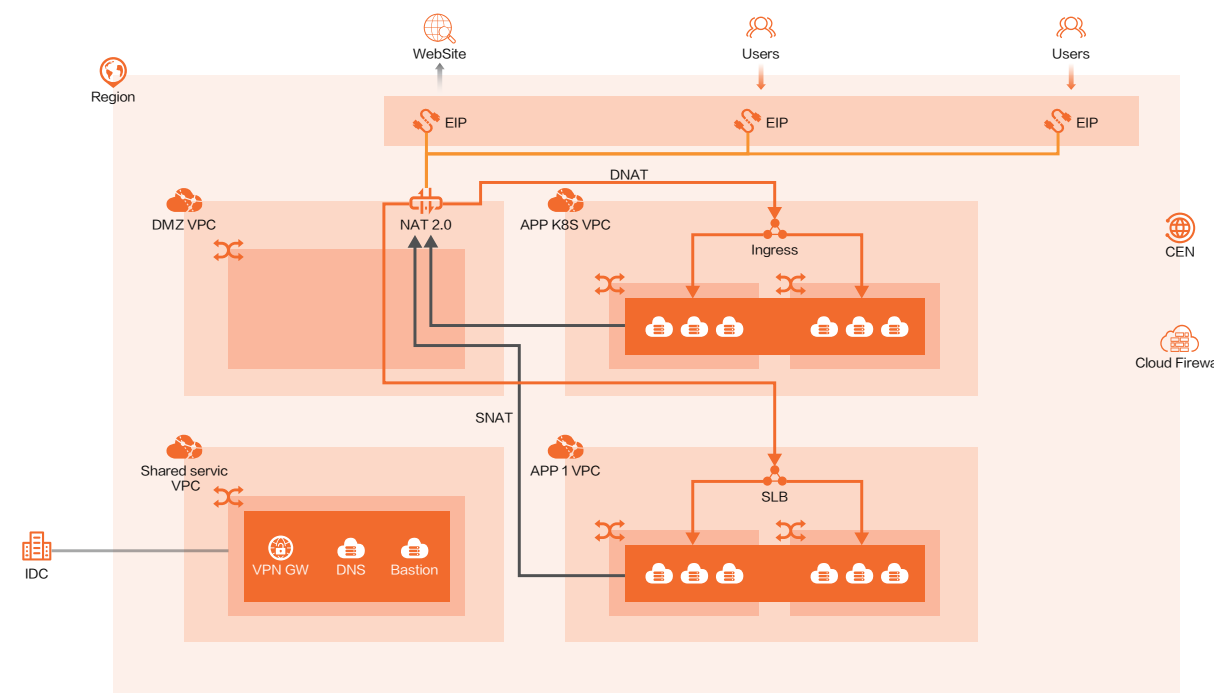 WebSite
Users
Users
Region
EIP
EIP
EIP
DNAT
DMZ VPC
NAT 2.0
APP K8S VPC
Ingress
CEN
Cloud Firewa
SNAT
Shared servic
VPC
APP 1 VPC
SLB
IDC
VPN GW
DNS
Bastion